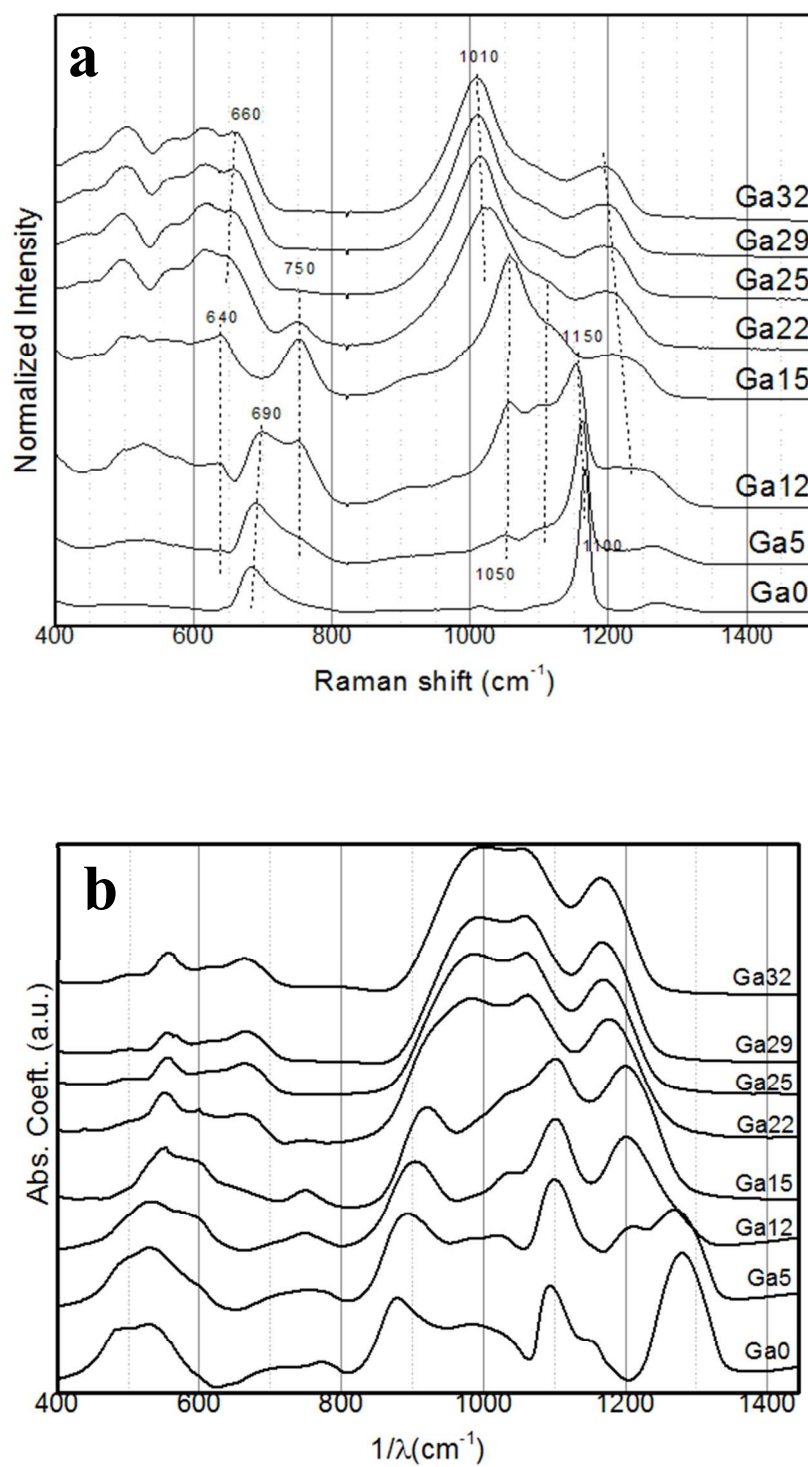 a
1010
660
Ga32
Ga29
750
Ga25
640
Ga22
1150
Ga15
690
Ga12
Ga5
1050
1100
Ga0
400
600
800
1000
1200
1400
Normalized Intensity
Raman shift (cm-1)
b
Ga32
Ga29
Ga25
Ga22
Ga15
Ga12
Ga5
Ga0
400
600
800
1000
1200
1400
Abs. Coeft. (a.u.)
1/λ(cm-1)